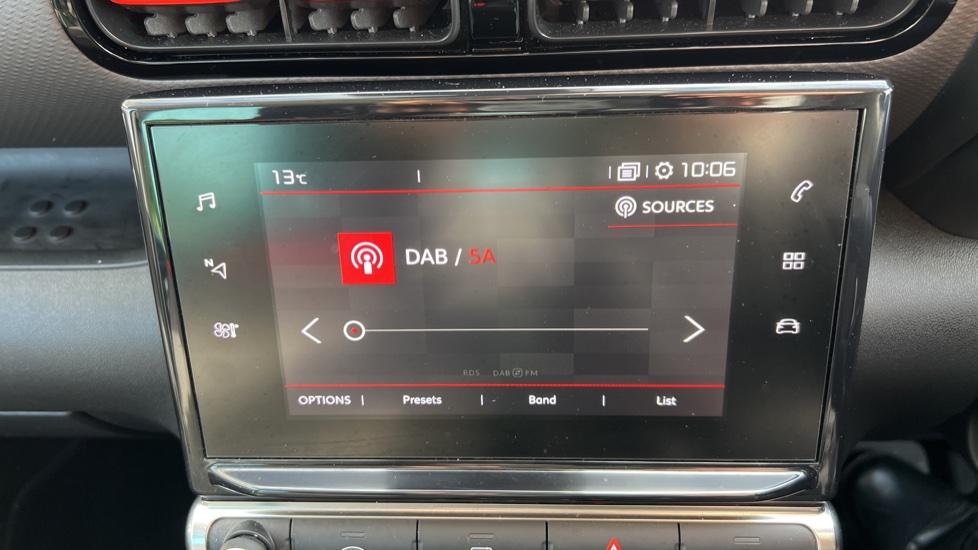 13°C 10:06
SOURCES
DAB / 5A
N
RDS DAB FM
OPTIONS Presets Band List